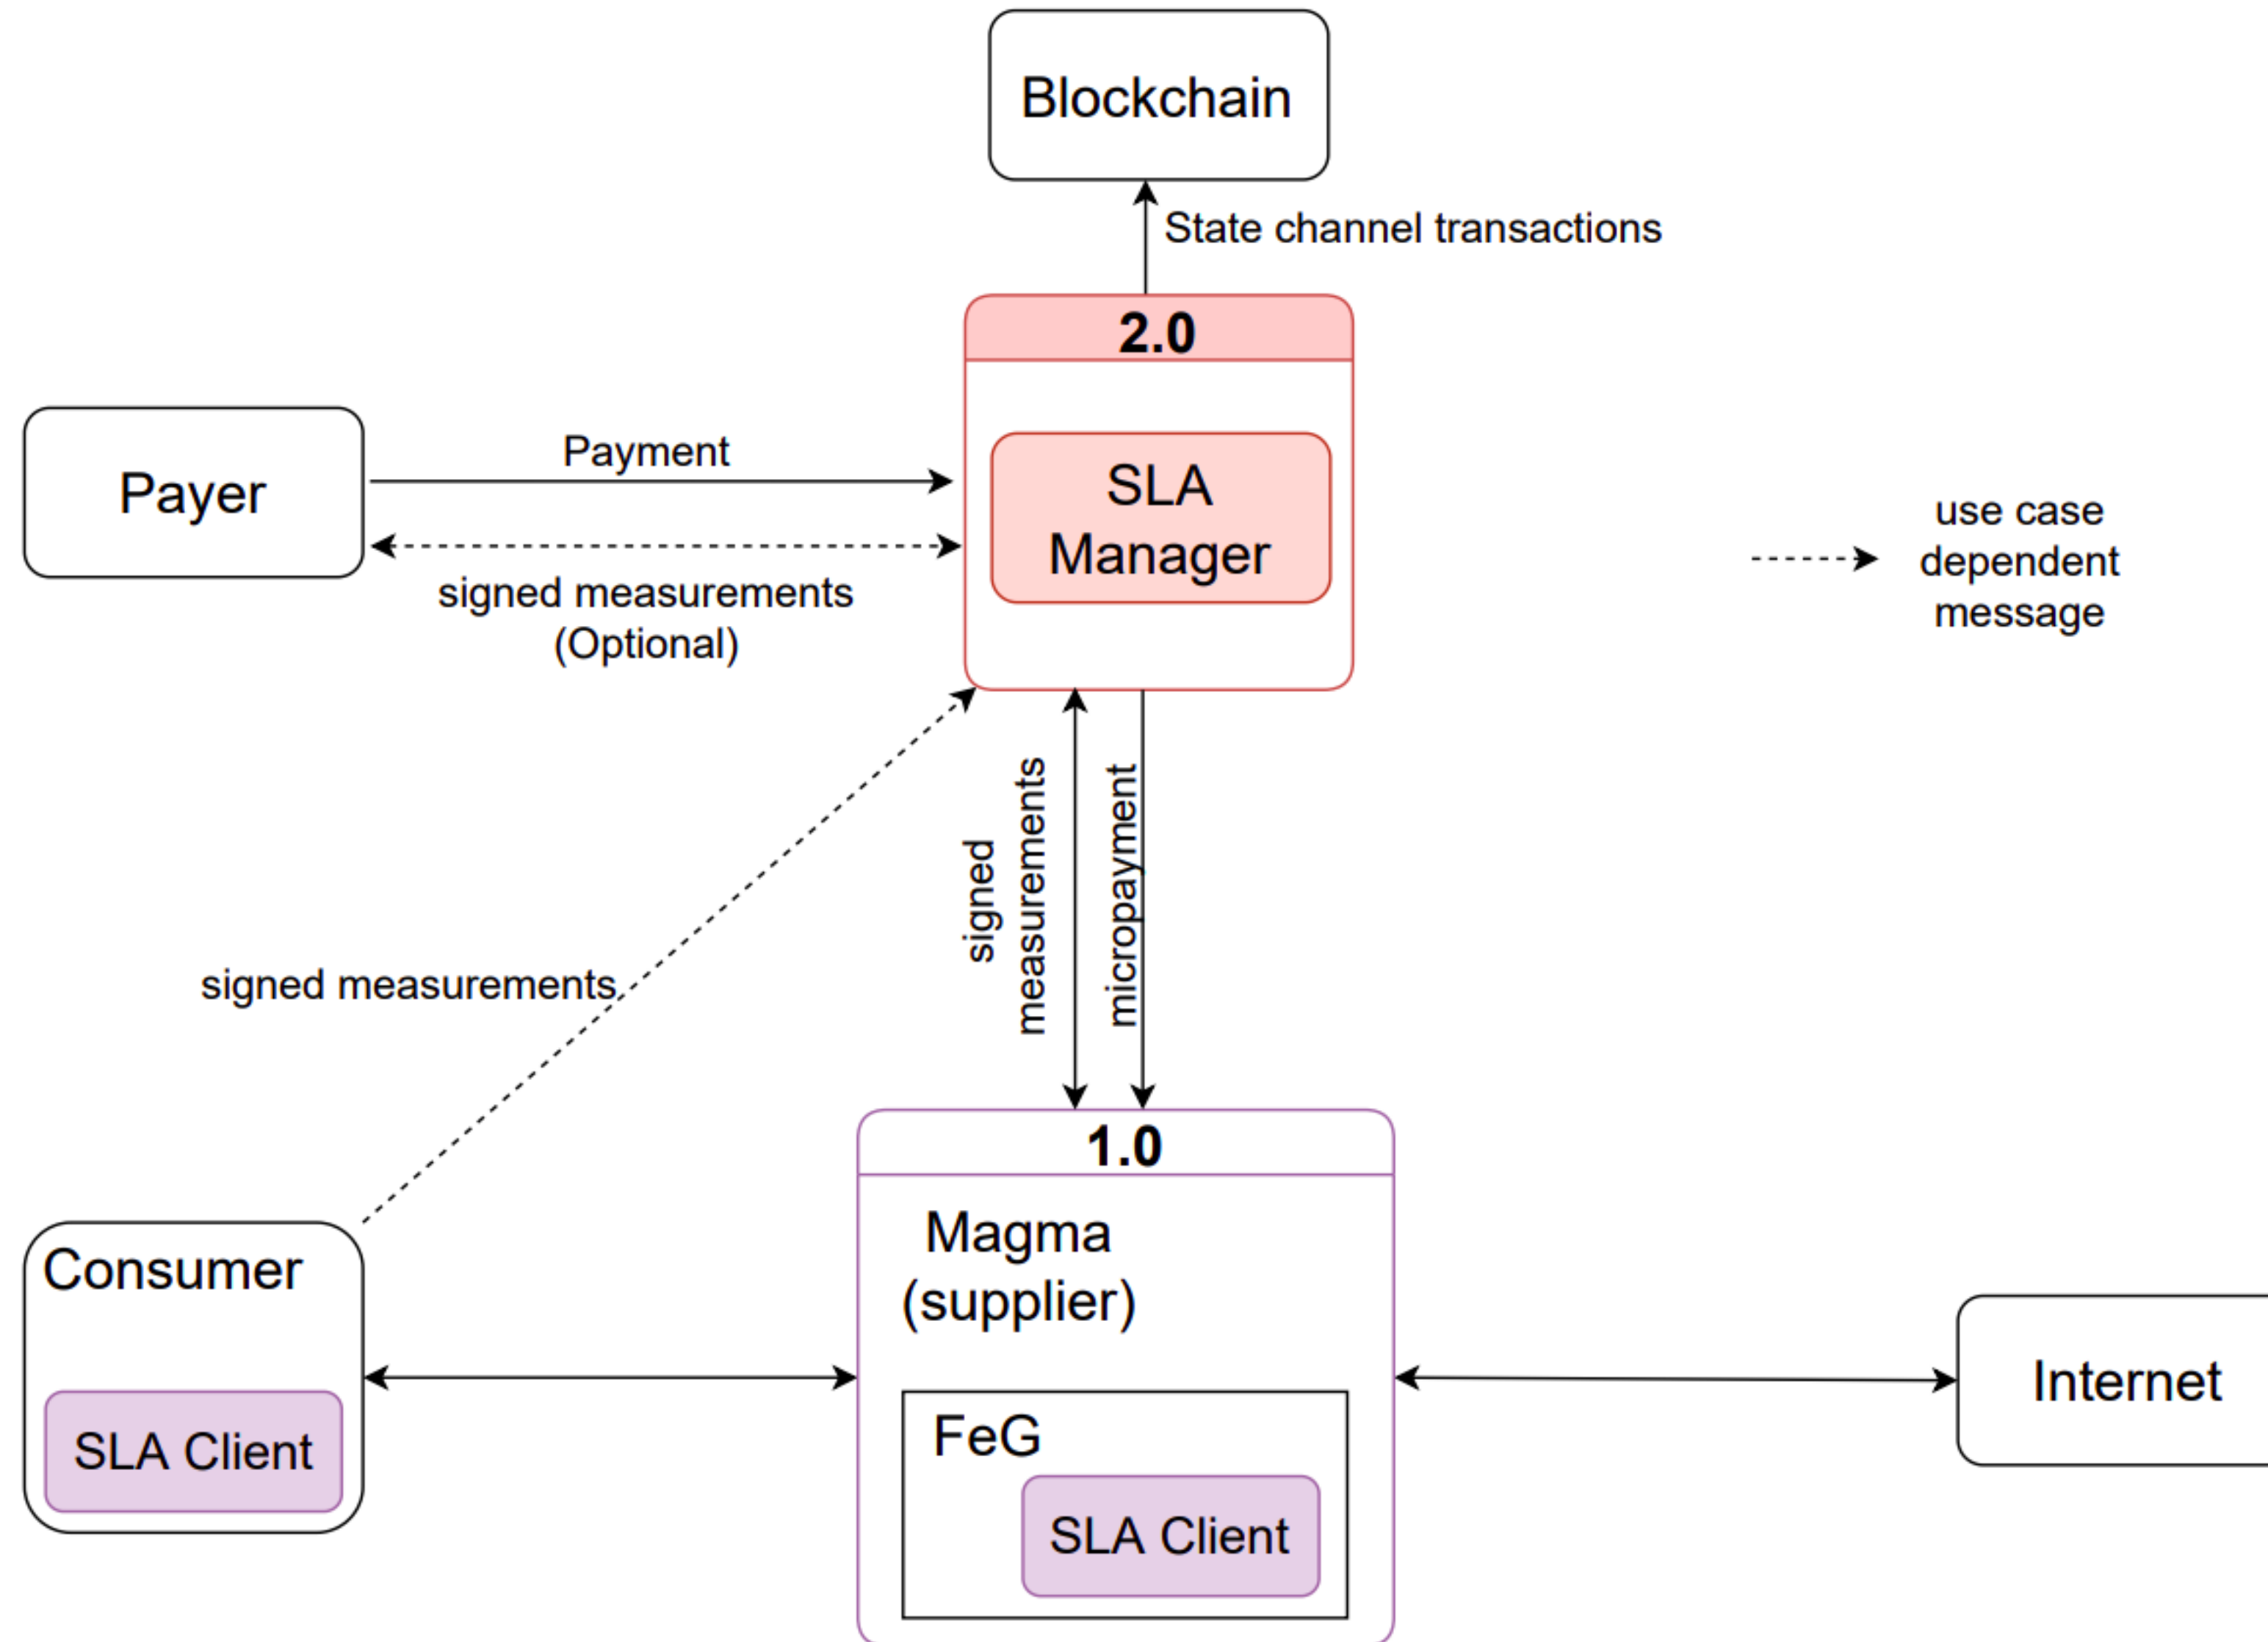 Blockchain
State channel transactions
2.0
Payer
Payment
signed measurements
(Optional)
SLA
Manager
use case
dependent
message
signed
measurements
micropayment
signed measurements
1.0
Magma
(supplier)
Consumer
SLA Client
FeG
SLA Client
Internet